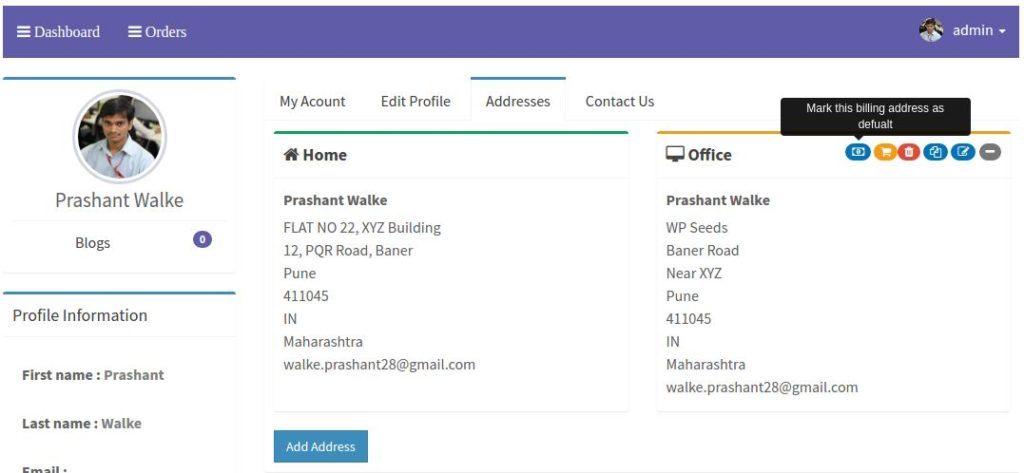 Dashboard
Orders
admin
Prashant Walke
Blogs
0
Profile Information
First name : Prashant
Last name : Walke
Email :
My Acount
Edit Profile
Addresses
Contact Us
Mark this billing address as
defualt
Home
Prashant Walke
FLAT NO 22, XYZ Building
12, PQR Road, Baner
Pune
411045
IN
Maharashtra
walke.prashant28@gmail.com
Office
Prashant Walke
WP Seeds
Baner Road
Near XYZ
Pune
411045
IN
Maharashtra
walke.prashant28@gmail.com
Add Address